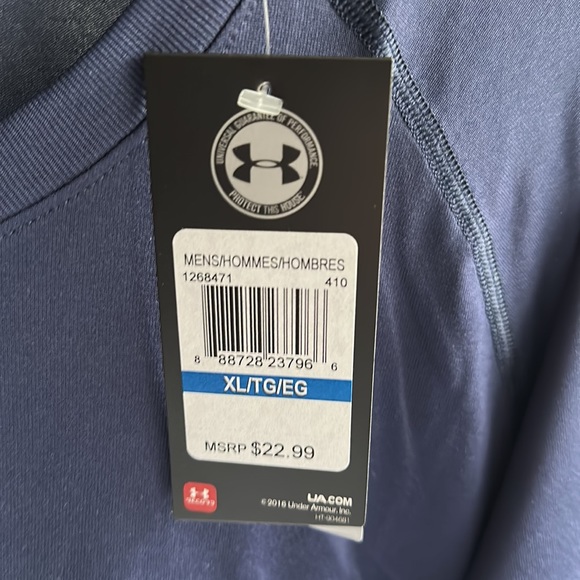 UNIVERSAL GUARANTEE OF PERFORMANCE
PROTECT THIS HOUSE
MENS/HOMMES/HOMBRES
1268471 410
8 88728 23796 6
XL/TG/EG
MSRP $22.99
UA.COM
©2018 Under Armour, Inc.